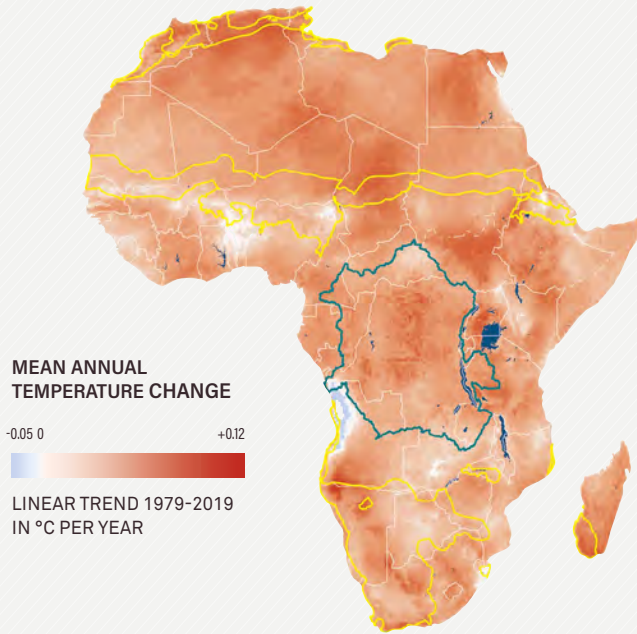 MEAN ANNUAL
TEMPERATURE CHANGE
-0.05 0 +0.12
LINEAR TREND 1979-2019
IN °C PER YEAR